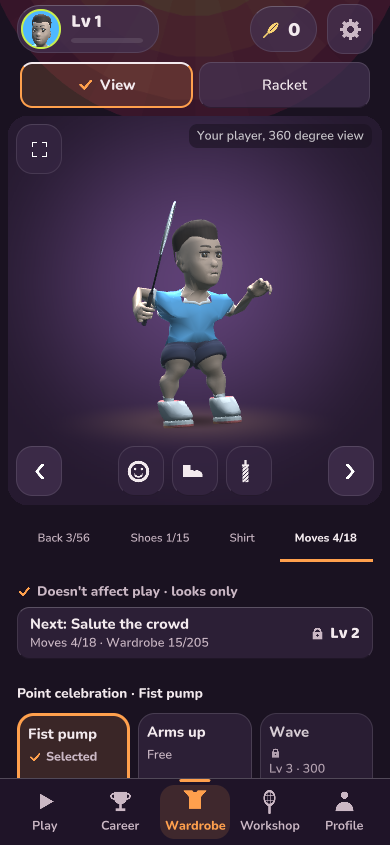 Lv 1
0
View
Racket
Your player, 360 degree view
Back 3/56
Shoes 1/15
Shirt
Moves 4/18
Doesn't affect play · looks only
Next: Salute the crowd
Moves 4/18 · Wardrobe 15/205
Lv 2
Point celebration · Fist pump
Fist pump
Selected
Arms up
Free
Wave
Lv 3 · 300
Play
Career
Wardrobe
Workshop
Profile